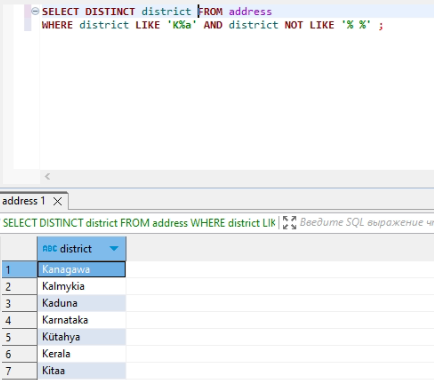 SELECT DISTINCT district FROM address
WHERE district LIKE 'K%a' AND district NOT LIKE '% %' ;
address 1
SELECT DISTINCT district FROM address WHERE district LIK
Введите SQL выражение ч
ABC district
1 Kanagawa
2 Kalmykia
3 Kaduna
4 Karnataka
5 Kütahya
6 Kerala
7 Kitaa